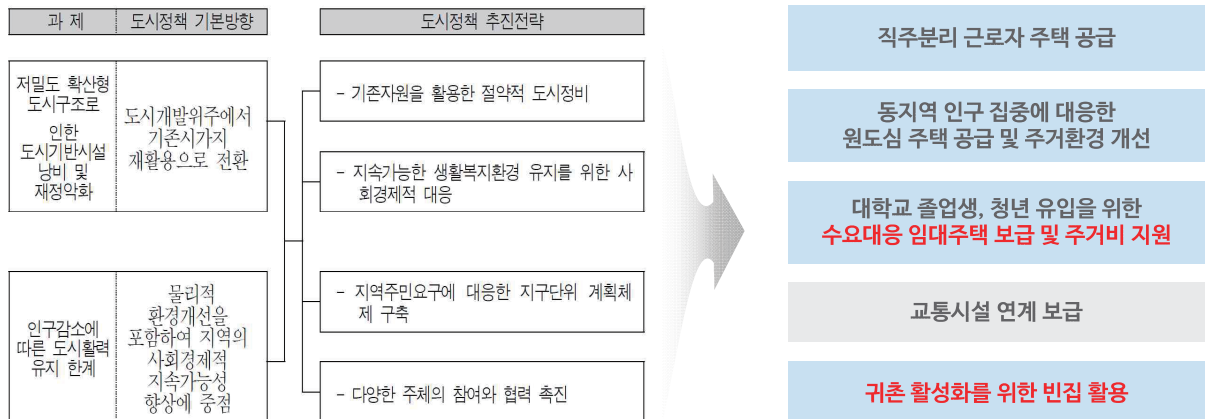 과 제
도시정책 기본방향
도시정책 추진전략
저밀도 확산형
도시구조로
인한
도시기반시설
낭비 및
재정악화
도시개발위주에서
기존시가지
재활용으로 전환
인구감소에
따른 도시활력
유지 한계
물리적
환경개선을
포함하여 지역의
사회경제적
지속가능성
향상에 중점
- 기존자원을 활용한 절약적 도시정비
- 지속가능한 생활복지환경 유지를 위한 사
회경제적 대응
- 지역주민요구에 대응한 지구단위 계획체
제 구축
- 다양한 주체의 참여와 협력 촉진
직주분리 근로자 주택 공급
동지역 인구 집중에 대응한
원도심 주택 공급 및 주거환경 개선
대학교 졸업생, 청년 유입을 위한
수요대응 임대주택 보급 및 주거비 지원
교통시설 연계 보급
귀촌 활성화를 위한 빈집 활용